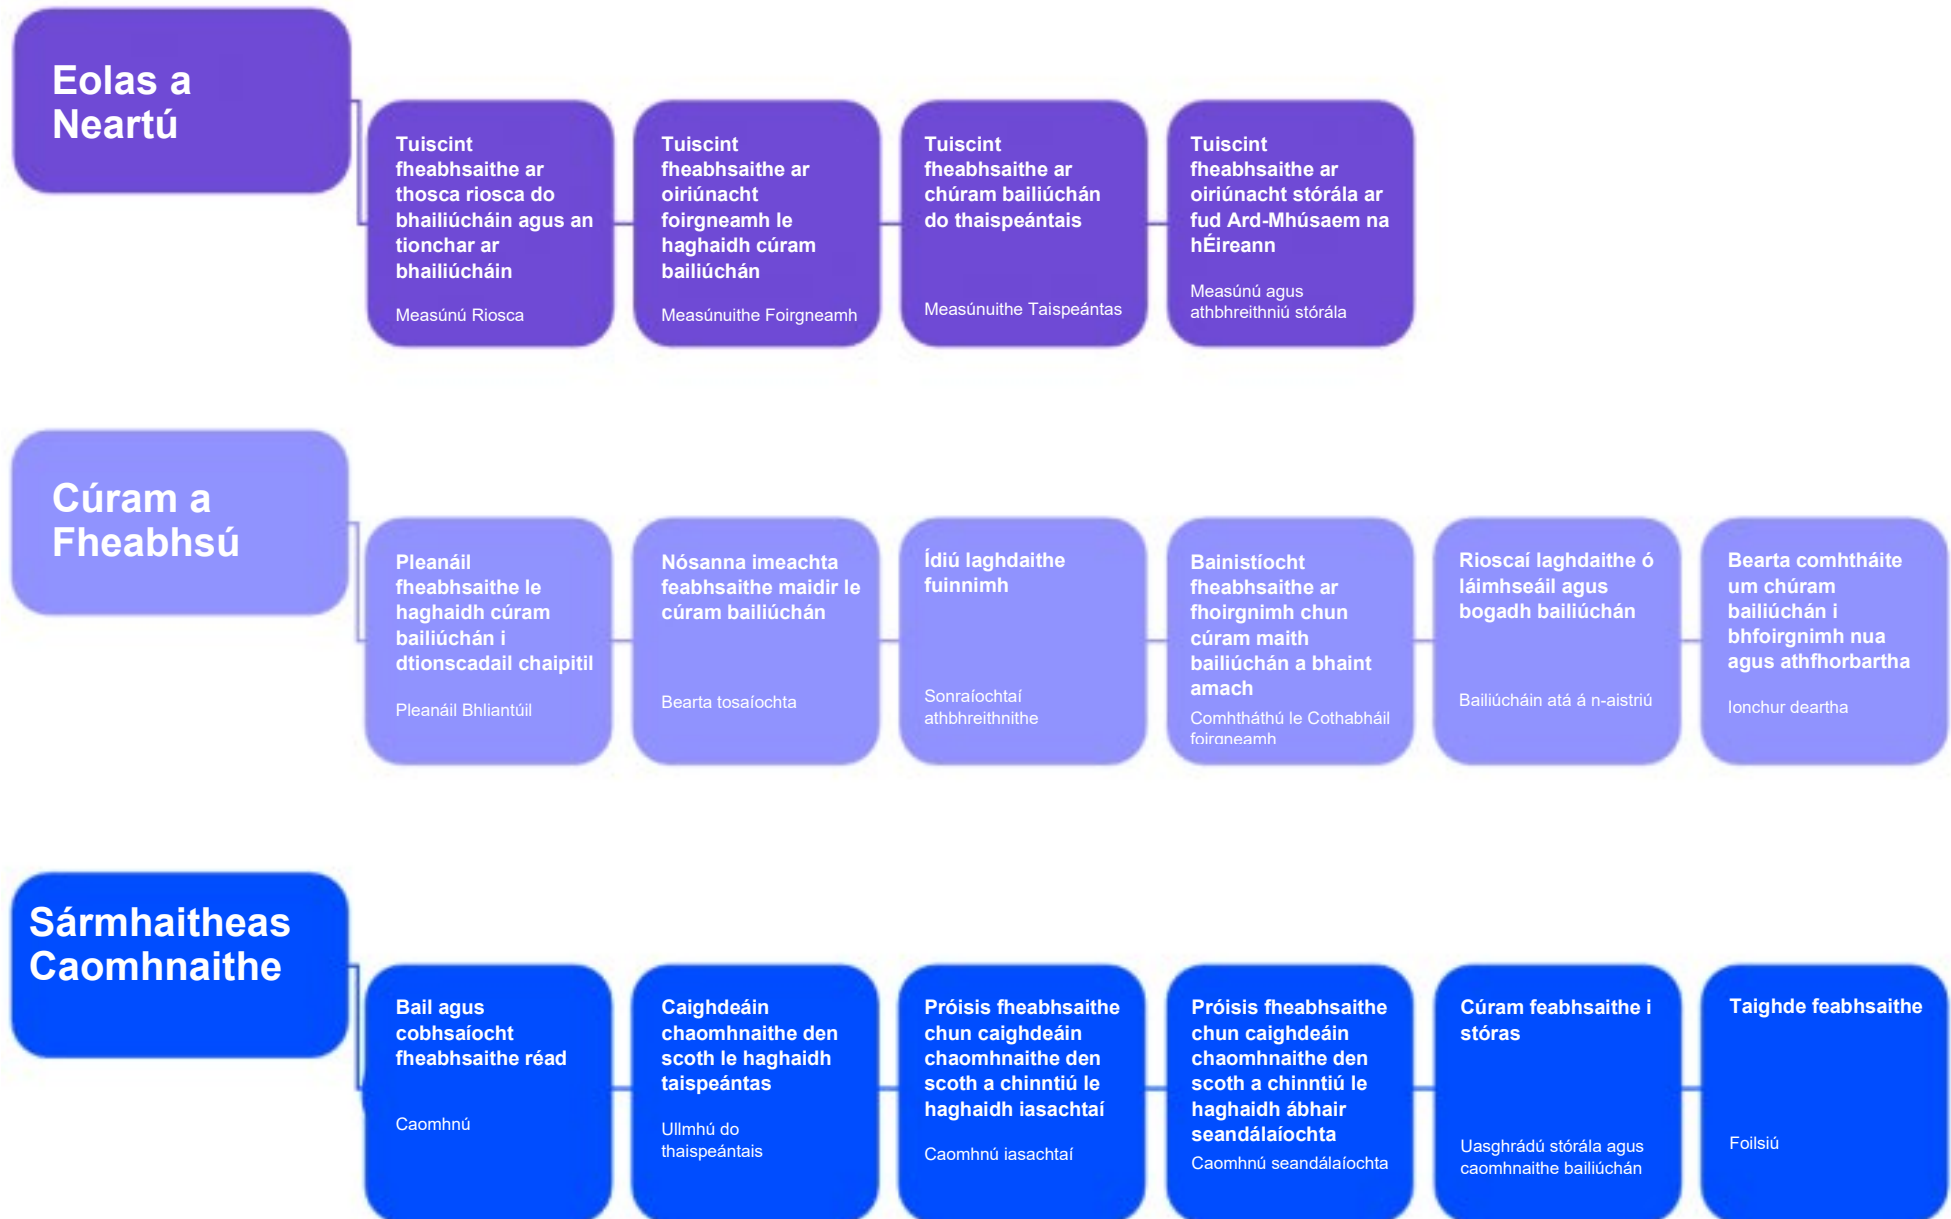 Eolas a
Neartú
Tuiscint
fheabhsaithe ar
thosca riosca do
bhailiúcháin agus an
tionchar ar
bhailiúcháin
Measúnú Riosca
Tuiscint
fheabhsaithe ar
oiriúnacht
foirgneamh le
haghaidh cúram
bailiúchán
Measúnuithe Foirgneamh
Tuiscint
fheabhsaithe ar
chúram bailiúchán
do thaispeántais
Measúnuithe Taispeántas
Tuiscint
fheabhsaithe ar
oiriúnacht stórála ar
fud Ard-Mhúsaem na
hÉireann
Measúnú agus
athbhreithniú stórála
Cúram a
Fheabhsú
Pleanáil
fheabhsaithe le
haghaidh cúram
bailiúchán i
dtionscadail chaipitil
Pleanáil Bhliantúil
Nósanna imeachta
feabhsaithe maidir le
cúram bailiúchán
Bearta tosaíochta
Ídiú laghdaithe
fuinnimh
Sonraíochtaí
athbhreithnithe
Bainistíocht
fheabhsaithe ar
fhoirgnimh chun
cúram maith
bailiúchán a bhaint
amach
Comhtháthú le Cothabháil
foirgneamh
Rioscaí laghdaithe ó
láimhseáil agus
bogadh bailiúchán
Bailiúcháin atá á n-aistriú
Bearta comhtháite
um chúram
bailiúchán i
bhfoirgnimh nua
agus athfhorbartha
Ionchur deartha
Sármhaitheas
Caomhnaithe
Bail agus
cobhsaíocht
fheabhsaithe réad
Caomhnú
Caighdeáin
chaomhnaithe den
scoth le haghaidh
taispeántas
Ullmhú do
thaispeántais
Próisis fheabhsaithe
chun caighdeáin
chaomhnaithe den
scoth a chinntiú le
haghaidh iasachtaí
Caomhnú iasachtaí
Próisis fheabhsaithe
chun caighdeáin
chaomhnaithe den
scoth a chinntiú le
haghaidh ábhair
seandálaíochta
Caomhnú seandálaíochta
Cúram feabhsaithe i
stóras
Uasghrádú stórála agus
caomhnaithe bailiúchán
Taighde feabhsaithe
Foilsiú